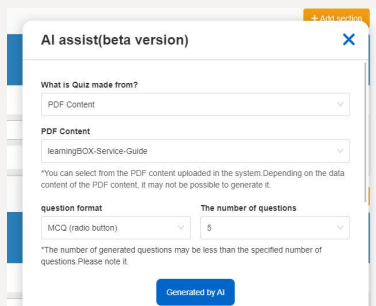 + Add section
AI assist(beta version)
What is Quiz made from?
PDF Content
PDF Content
learningBOX-Service-Guide
*You can select from the PDF content uploaded in the system.Depending on the data
content of the PDF content, it may not be possible to generate it.
question format
The number of questions
MCQ (radio button)
5
*The number of generated questions may be less than the specified number of
questions.Please note it.
Generated by AI